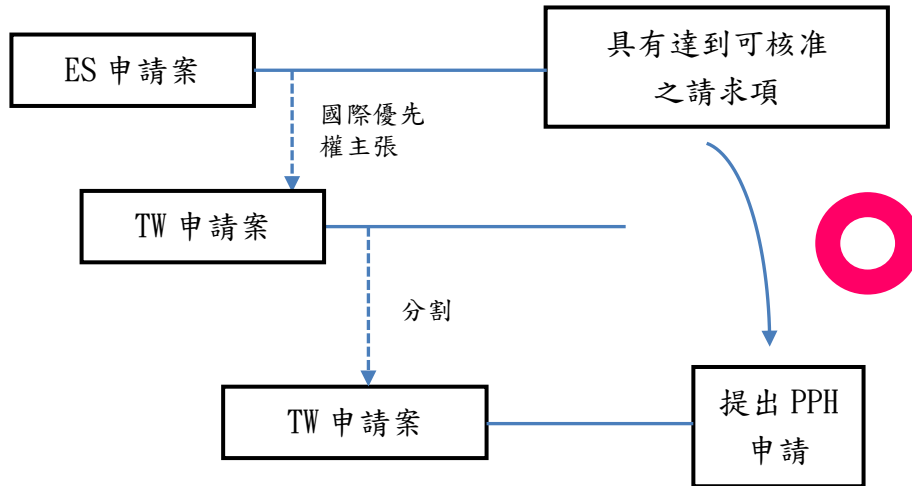 ES 申請案
具有達到可核准
之請求項
國際優先
權主張
TW 申請案
分割
TW 申請案
提出 PPH
申請